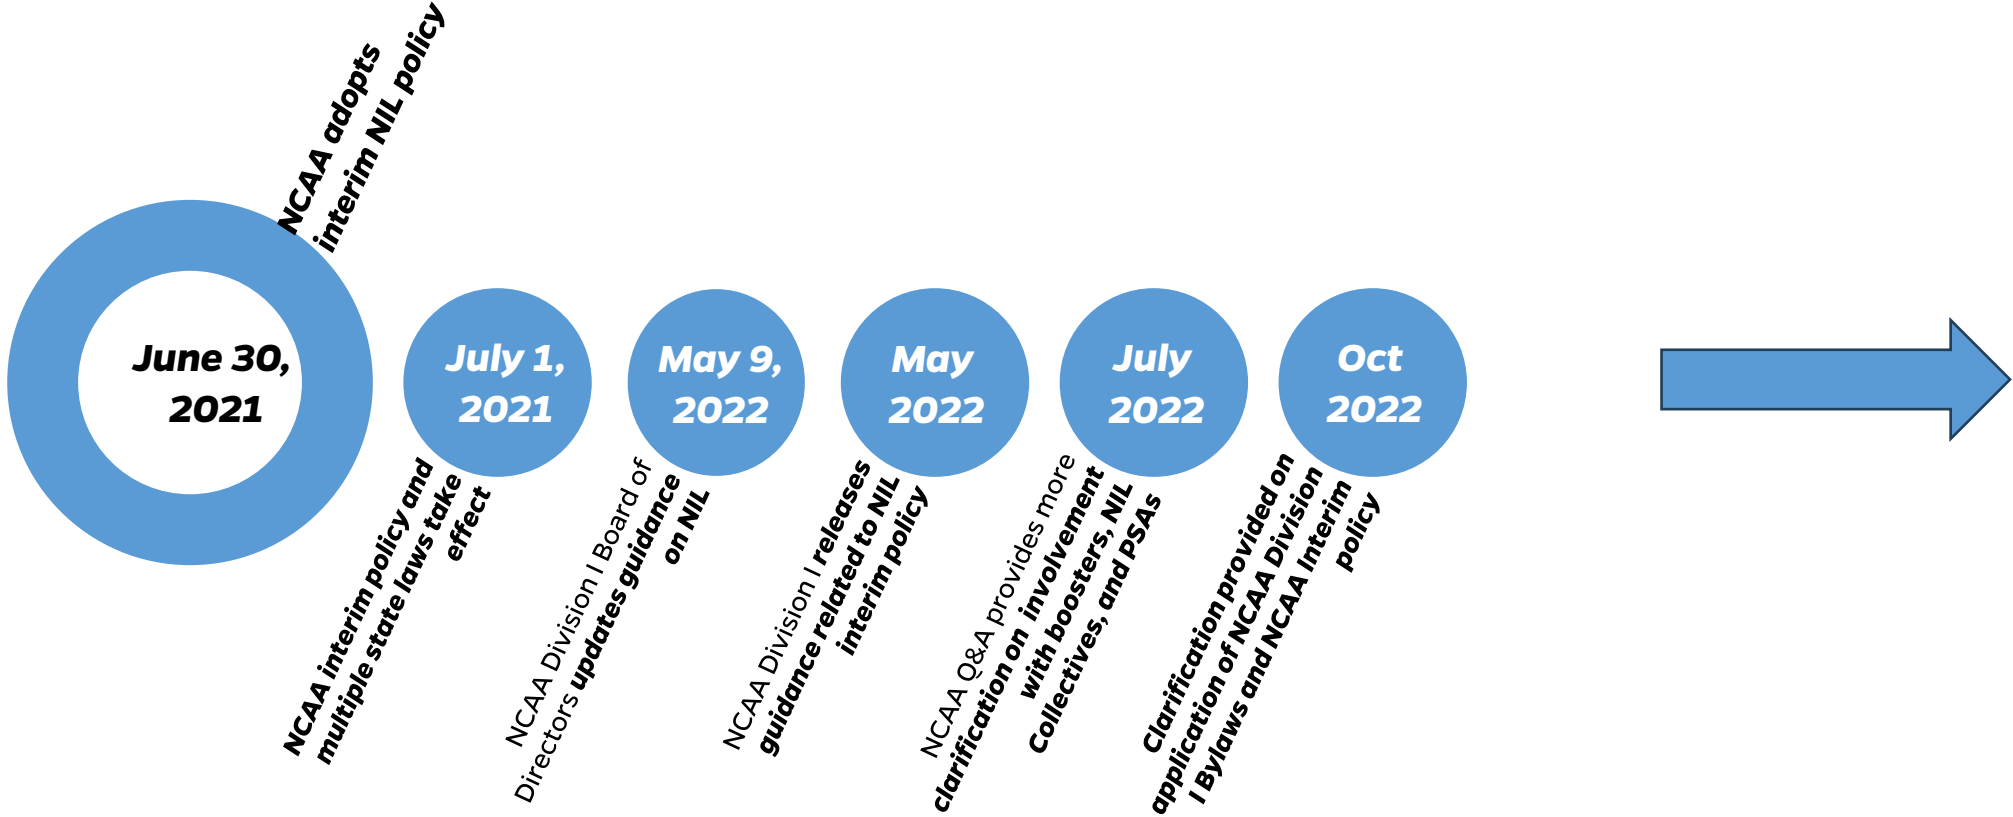 NCAA adopts
interim NIL policy
June 30,
2021
July 1,
2021
NCAA interim policy and
multiple state laws take
effect
May 9,
2022
NCAA Division I Board of
Directors updates guidance
on NIL
May
2022
NCAA Division I releases
guidance related to NIL
interim policy
July
2022
NCAA Q&A provides more
clarification on involvement
with boosters, NIL
Collectives, and PSAs
Oct
2022
Clarification provided on
application of NCAA Division
I Bylaws and NCAA Interim
policy